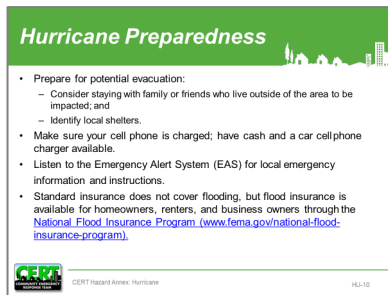 Hurricane Preparedness
• Prepare for potential evacuation:
– Consider staying with family or friends who live outside of the area to be
impacted; and
– Identify local shelters.
• Make sure your cell phone is charged; have cash and a car cell phone
charger available.
• Listen to the Emergency Alert System (EAS) for local emergency
information and instructions.
• Standard insurance does not cover flooding, but flood insurance is
available for homeowners, renters, and business owners through the
National Flood Insurance Program (www.fema.gov/national-flood-
insurance-program).
CERT
COMMUNITY EMERGENCY
RESPONSE TEAM
CERT Hazard Annex: Hurricane
HU-10